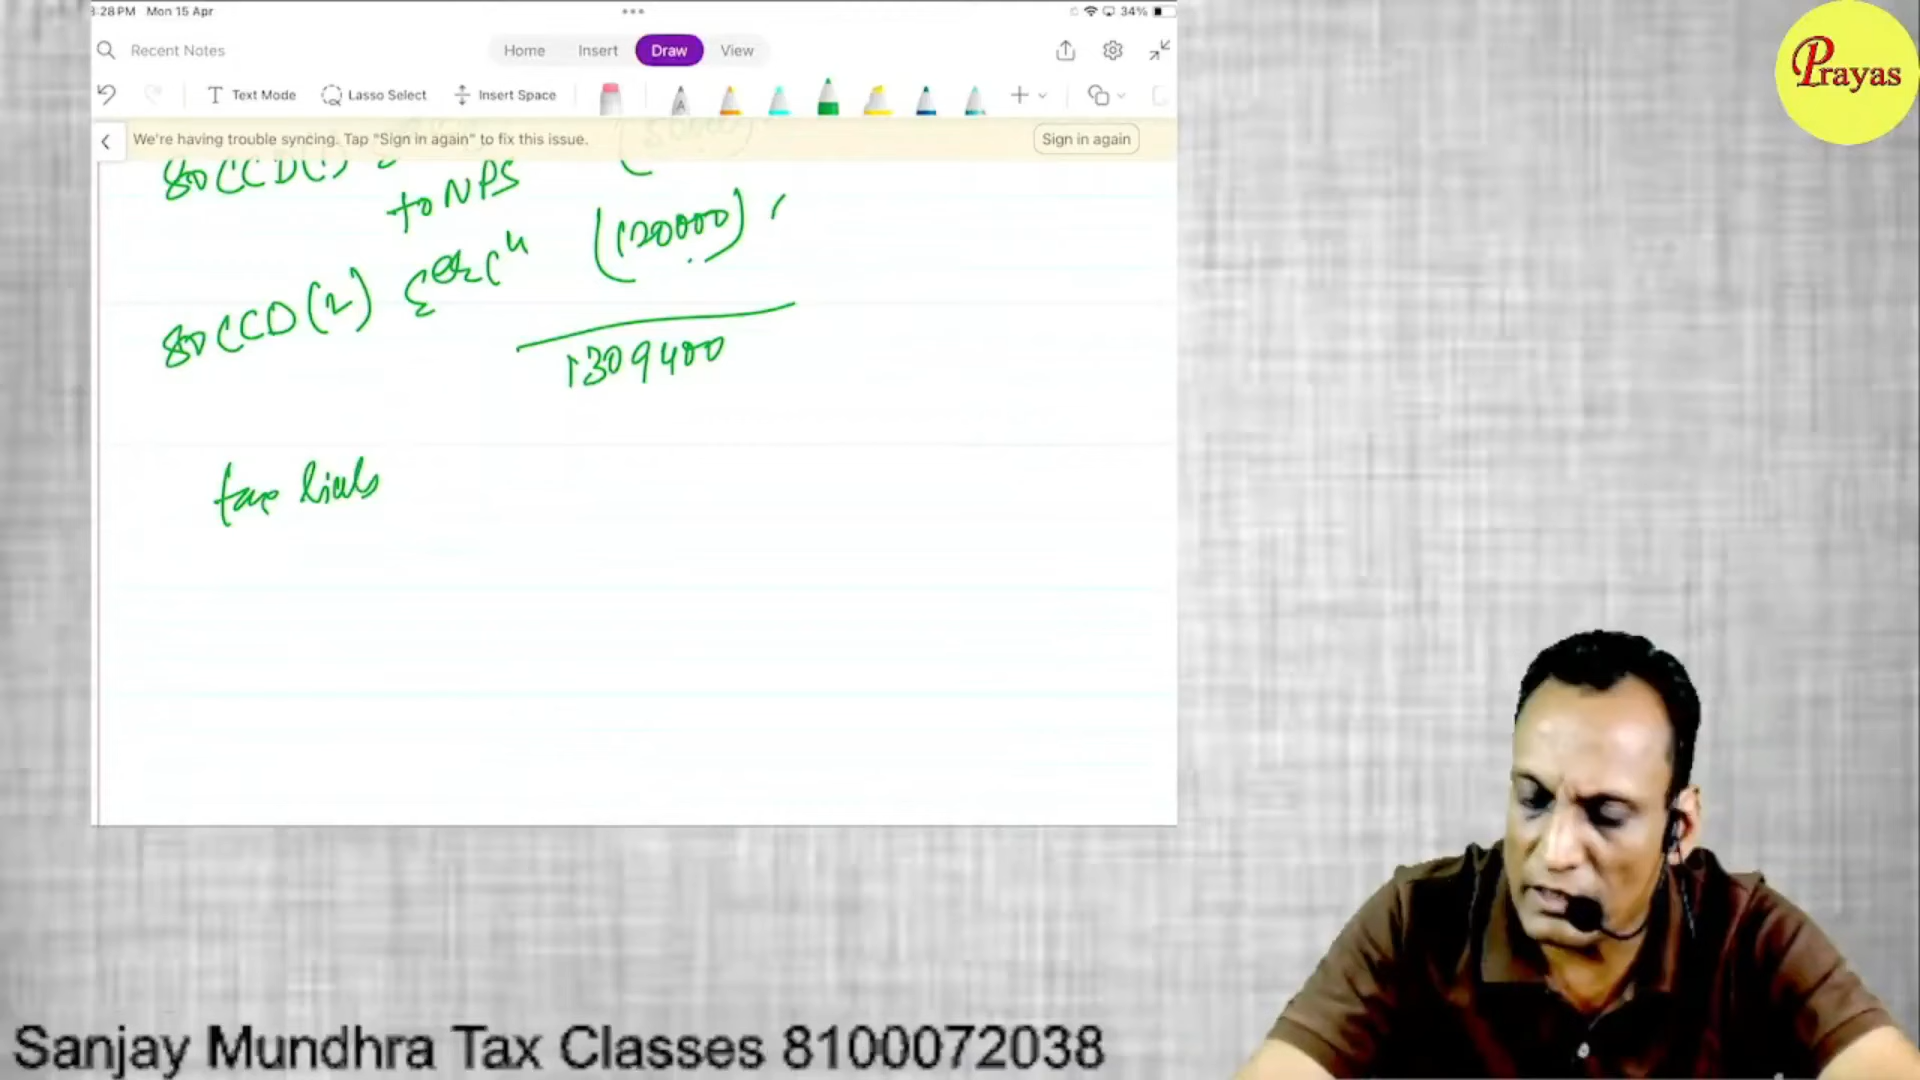 :28 PM Mon 15 Apr
34%
Recent Notes
Home Insert Draw View
Text Mode Lasso Select Insert Space
We're having trouble syncing. Tap "Sign in again" to fix this issue. Sign in again
80CCD(1)
to NPS
80CCD(2) (120000)
1309400
tax liab
Prayas
Sanjay Mundhra Tax Classes 8100072038